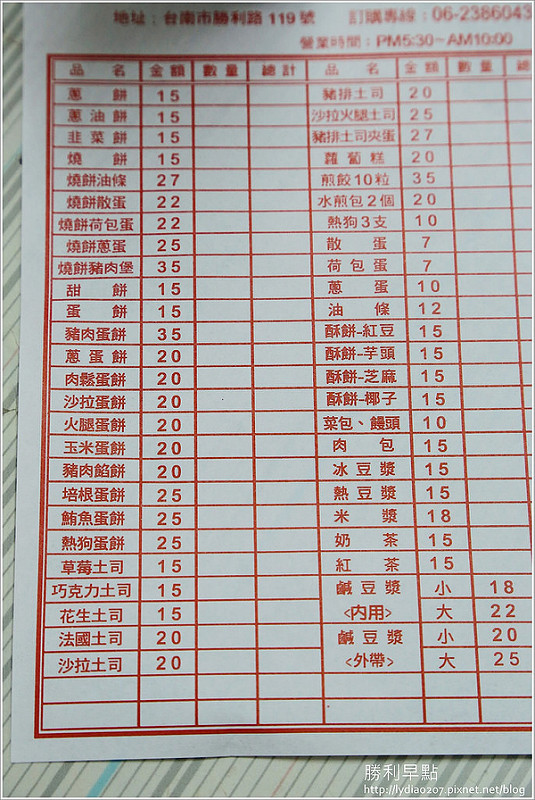 地址：台南市勝利路 119 號 訂購專線：06-2386043
營業時間：PM5:30~AM10:00
品 名 金額 數量 總計 品 名 金額 數量 總
蔥 餅 15 豬排土司 20
蔥油餅 15 沙拉火腿土司 25
韭菜餅 15 豬排土司夾蛋 27
燒 餅 15 蘿蔔糕 20
燒餅油條 27 煎餃10粒 35
燒餅散蛋 22 水煎包2個 20
燒餅荷包蛋 22 熱狗3支 10
燒餅蔥蛋 25 散 蛋 7
燒餅豬肉堡 35 荷包蛋 7
甜 餅 15 蔥 蛋 10
蛋 餅 15 油 條 12
豬肉蛋餅 35 酥餅-紅豆 15
蔥蛋餅 20 酥餅-芋頭 15
肉鬆蛋餅 20 酥餅-芝麻 15
沙拉蛋餅 20 酥餅-椰子 15
火腿蛋餅 20 菜包、饅頭 10
玉米蛋餅 20 肉 包 15
豬肉餡餅 20 冰豆漿 15
培根蛋餅 25 熱豆漿 15
鮪魚蛋餅 25 米 漿 18
熱狗蛋餅 25 奶 茶 15
草莓土司 15 紅 茶 15
巧克力土司 15 鹹豆漿 小 18
花生土司 15 <內用> 大 22
法國土司 20 鹹豆漿 小 20
沙拉土司 20 <外帶> 大 25
勝利早點
http://lydiao207.pixnet.net/blog